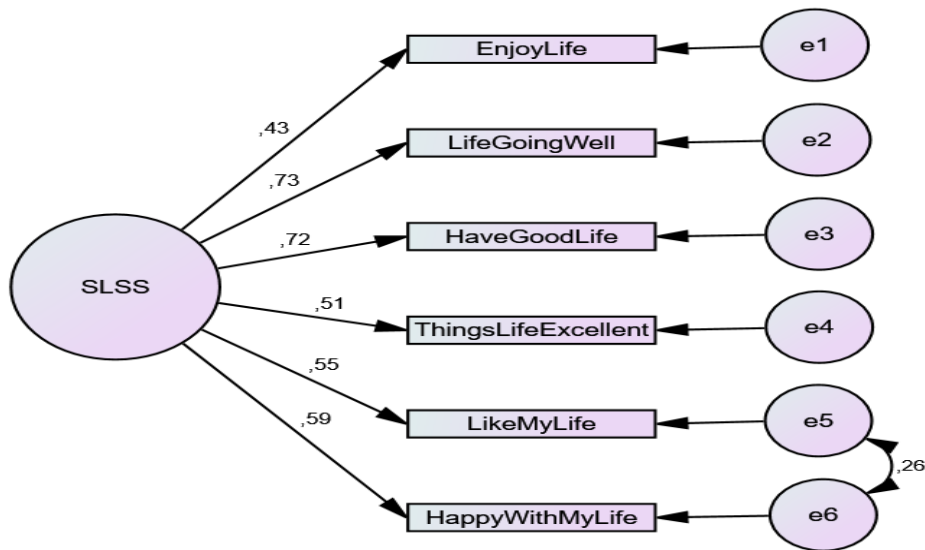 EnjoyLife
e1
,43
LifeGoingWell
e2
,73
HaveGoodLife
e3
,72
SLSS
ThingsLifeExcellent
e4
,51
LikeMyLife
e5
,55
,26
HappyWithMyLife
e6
,59